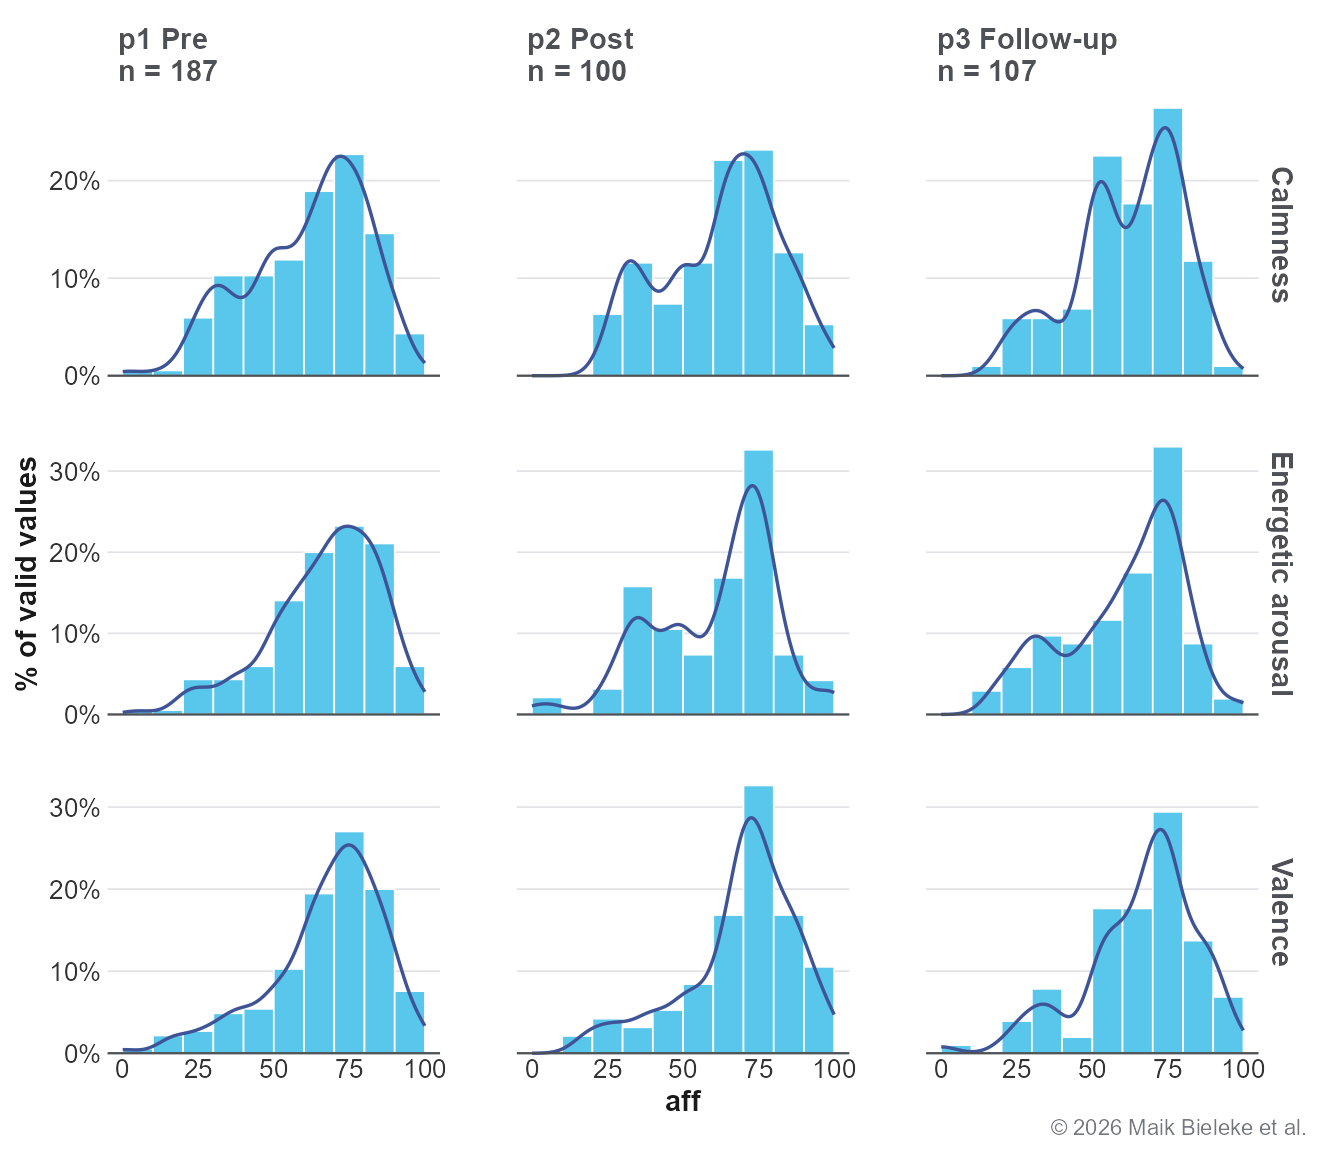 p1 Pre
n = 187
p2 Post
n = 100
p3 Follow-up
n = 107
20%
10%
0%
Calmness
30%
20%
10%
0%
Energetic arousal
% of valid values
30%
20%
10%
0%
Valence
0 25 50 75 100
0 25 50 75 100
0 25 50 75 100
aff
© 2026 Maik Bieleke et al.